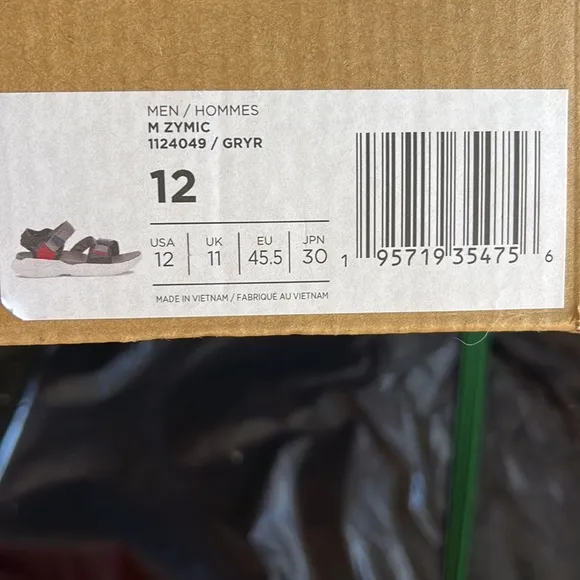 MEN / HOMMES
M ZYMIC
1124049 / GRYR
12
USA UK EU JPN
12 11 45.5 30
MADE IN VIETNAM / FABRIQUÉ AU VIETNAM
1 95719 35475 6